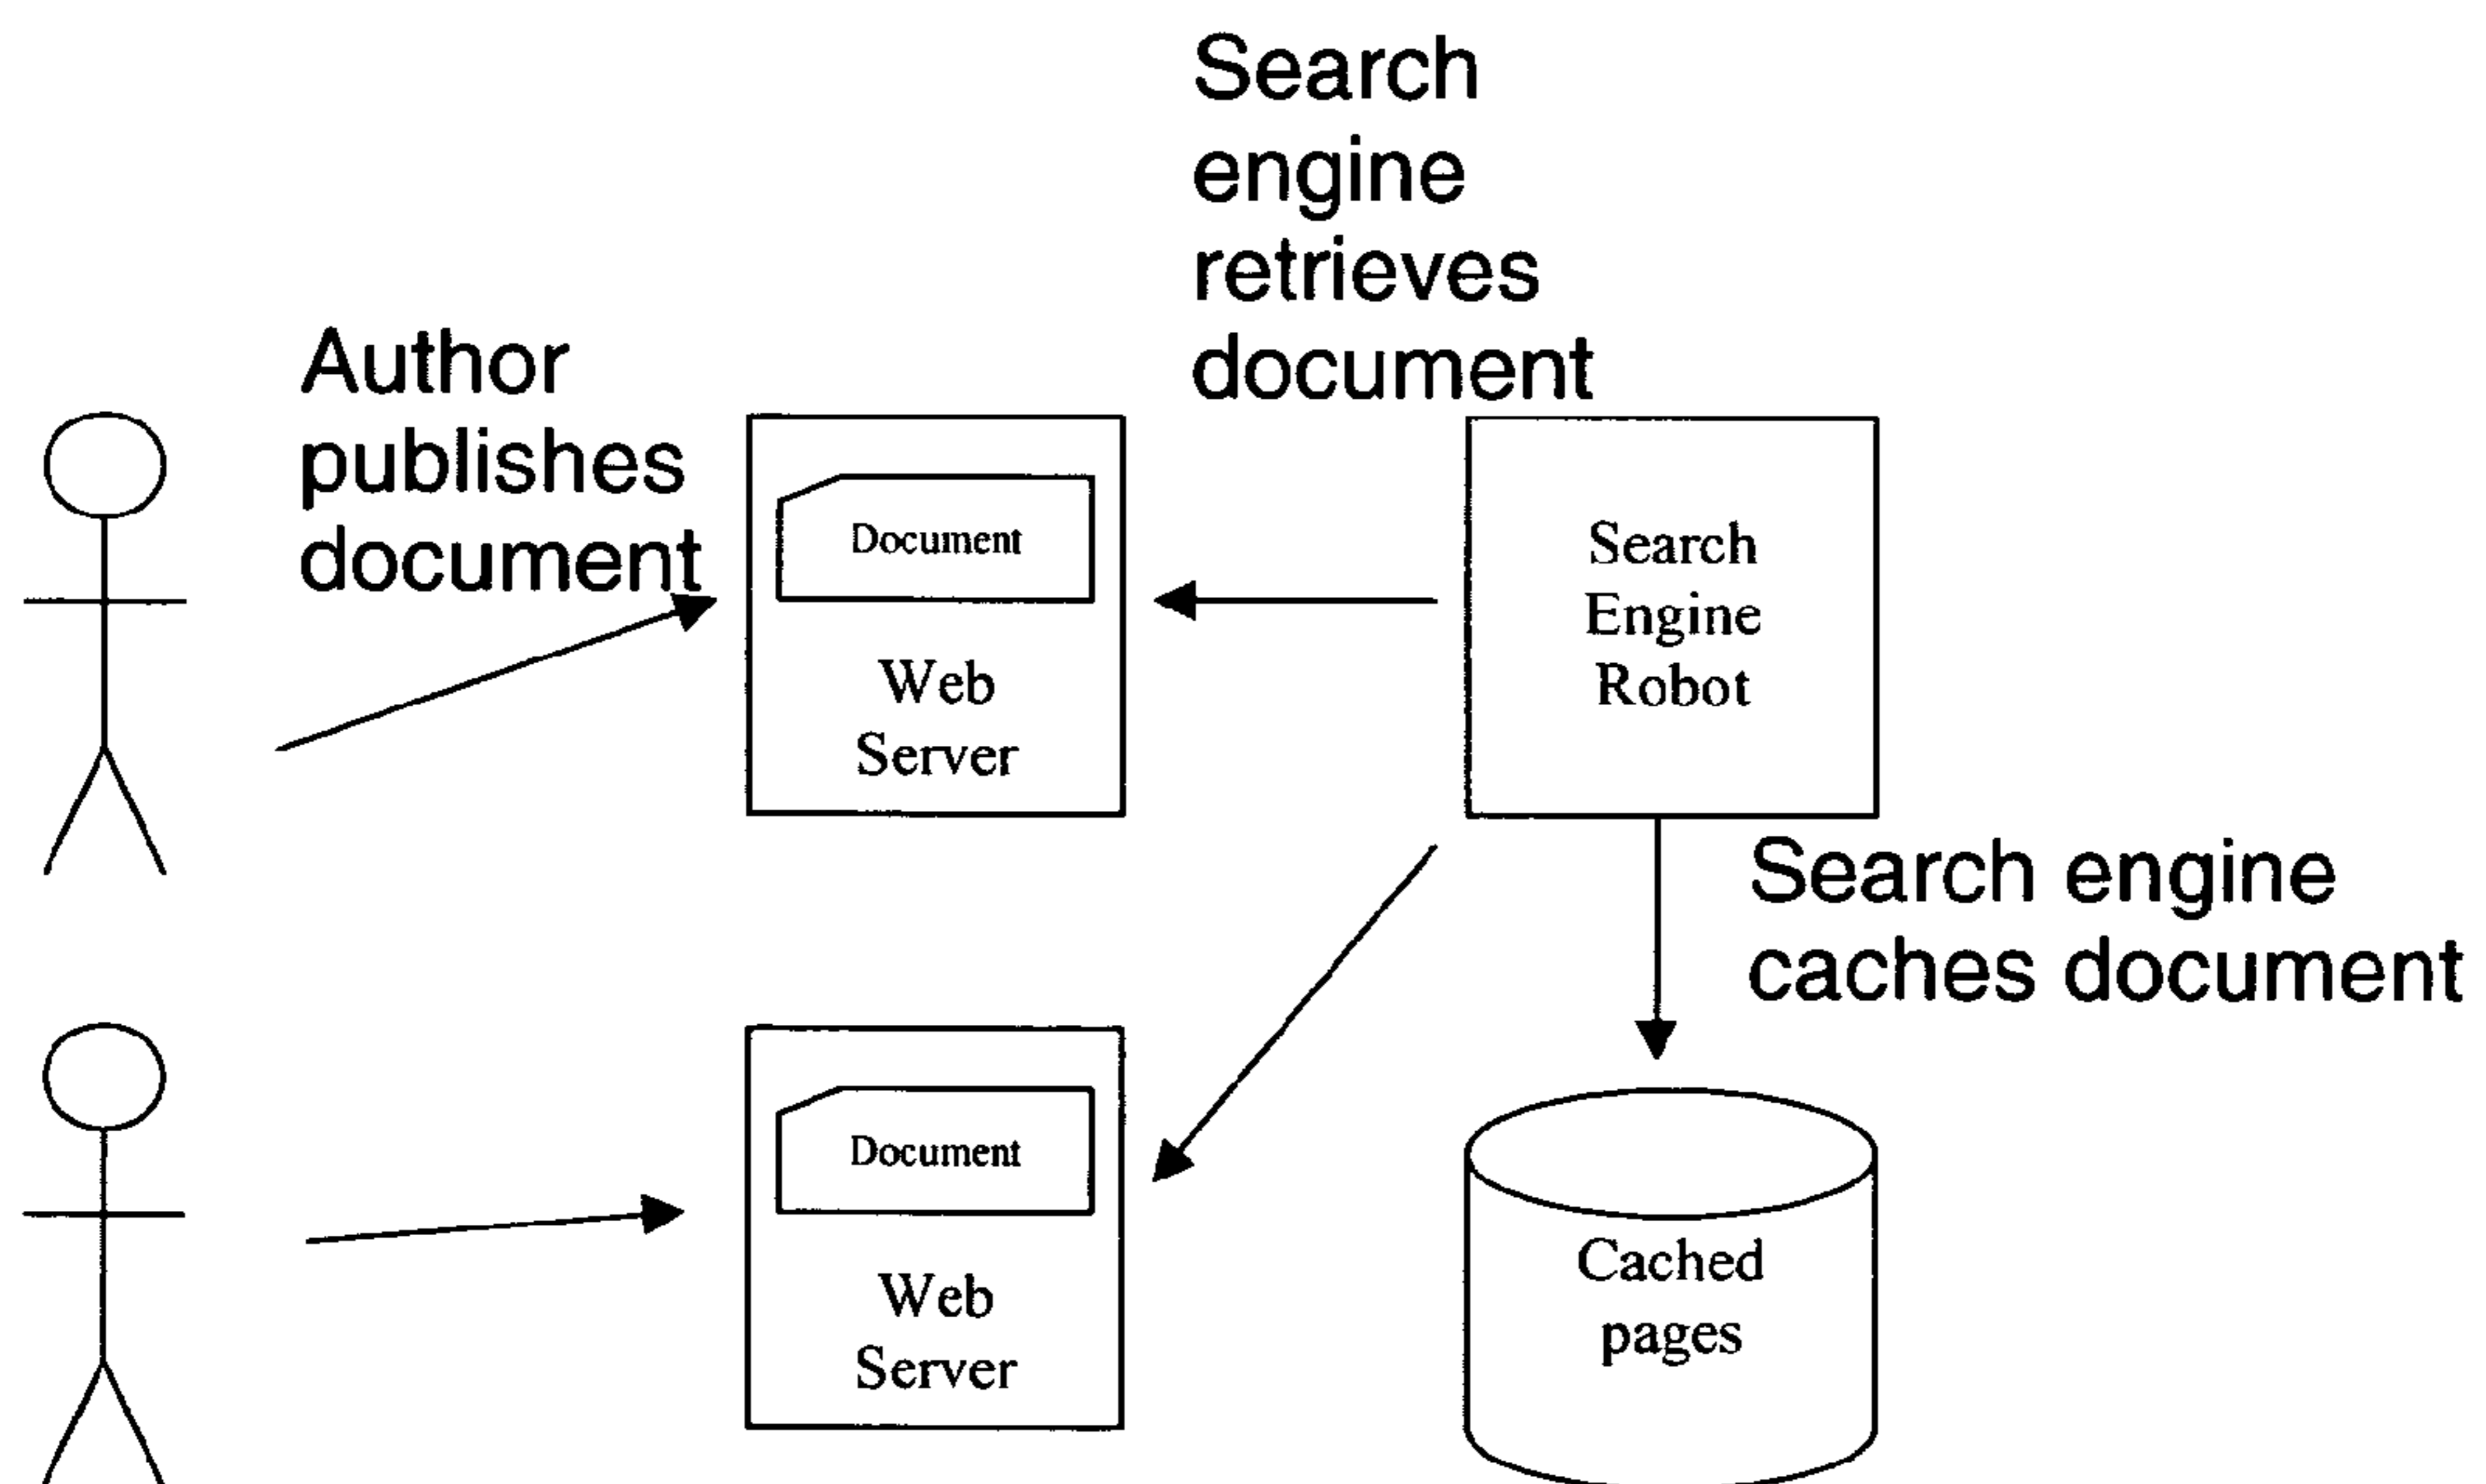 Search
engine
retrieves
document
Author
publishes
document
Document
Web
Server
Search
Engine
Robot
Search engine
caches document
Document
Web
Server
Cached
pages